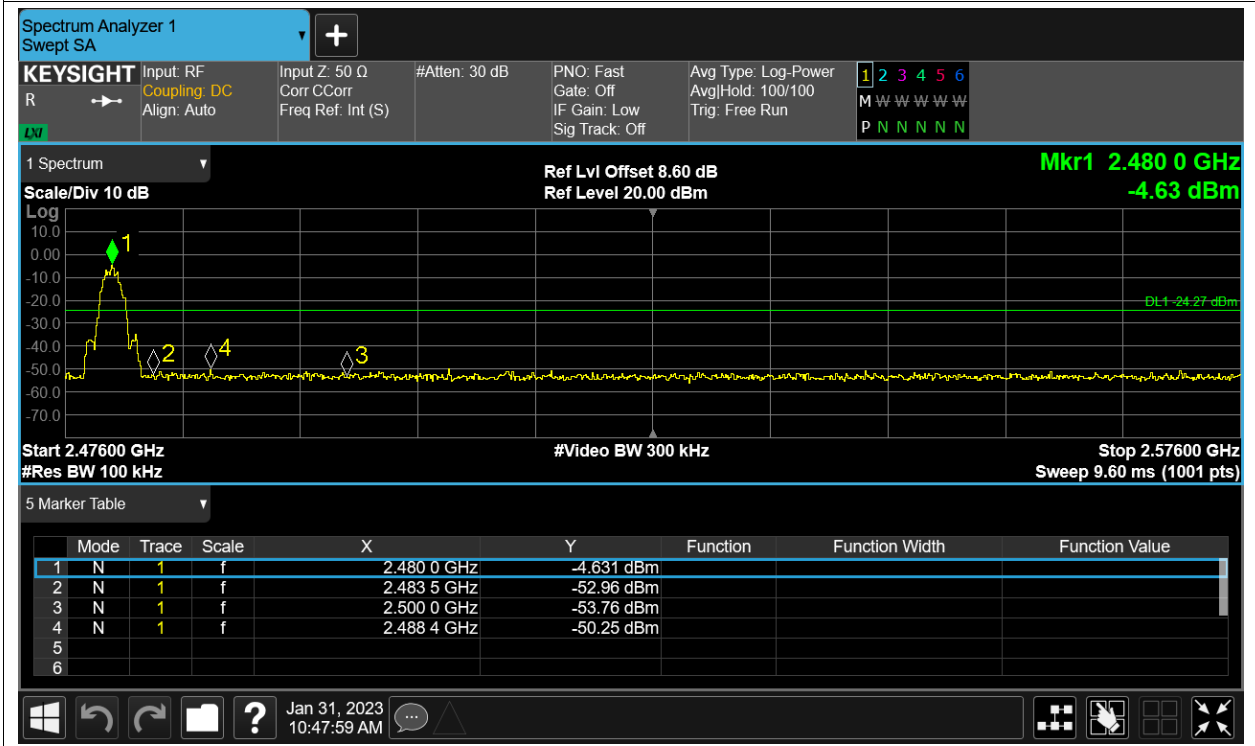 Spectrum Analyzer 1
Swept SA
+
KEYSIGHT
R
LXI
Input: RF
Coupling: DC
Align: Auto
Input Z: 50 Ω
Corr CCorr
Freq Ref: Int (S)
#Atten: 30 dB
PNO: Fast
Gate: Off
IF Gain: Low
Sig Track: Off
Avg Type: Log-Power
Avg|Hold: 100/100
Trig: Free Run
1 2 3 4 5 6
M W W W W W
P N N N N N
1 Spectrum
Scale/Div 10 dB
Ref Lvl Offset 8.60 dB
Ref Level 20.00 dBm
Mkr1 2.480 0 GHz
-4.63 dBm
Log
10.0
0.00
-10.0
-20.0
-30.0
-40.0
-50.0
-60.0
-70.0
1
2
4
3
DL1 -24.27 dBm
Start 2.47600 GHz
#Res BW 100 kHz
#Video BW 300 kHz
Stop 2.57600 GHz
Sweep 9.60 ms (1001 pts)
5 Marker Table
Mode Trace Scale X Y Function Function Width Function Value
1 N 1 f 2.480 0 GHz -4.631 dBm
2 N 1 f 2.483 5 GHz -52.96 dBm
3 N 1 f 2.500 0 GHz -53.76 dBm
4 N 1 f 2.488 4 GHz -50.25 dBm
5
6
?
Jan 31, 2023
10:47:59 AM